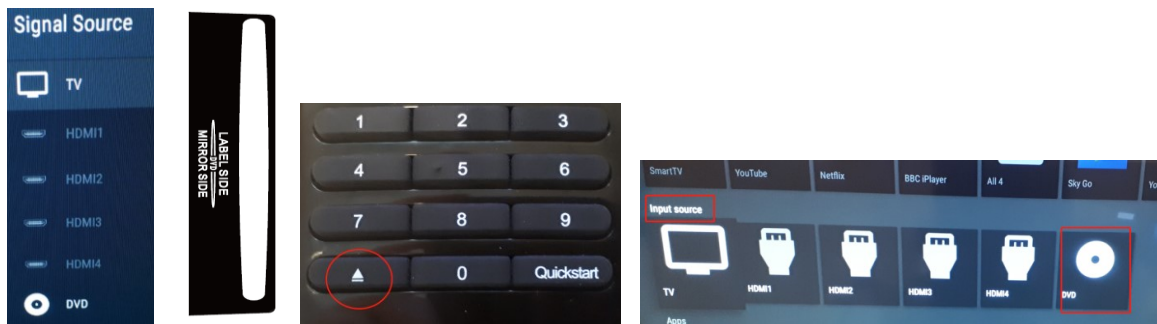 Signal Source
TV
HDMI1
HDMI2
HDMI3
HDMI4
DVD
LABEL SIDE
DVD
MIRROR SIDE
1 2 3
4 5 6
7 8 9
0 Quickstart
SmartTV YouTube Netflix BBC iPlayer All 4 Sky Go Yo
Input source
TV HDMI1 HDMI2 HDMI3 HDMI4 DVD
Apps